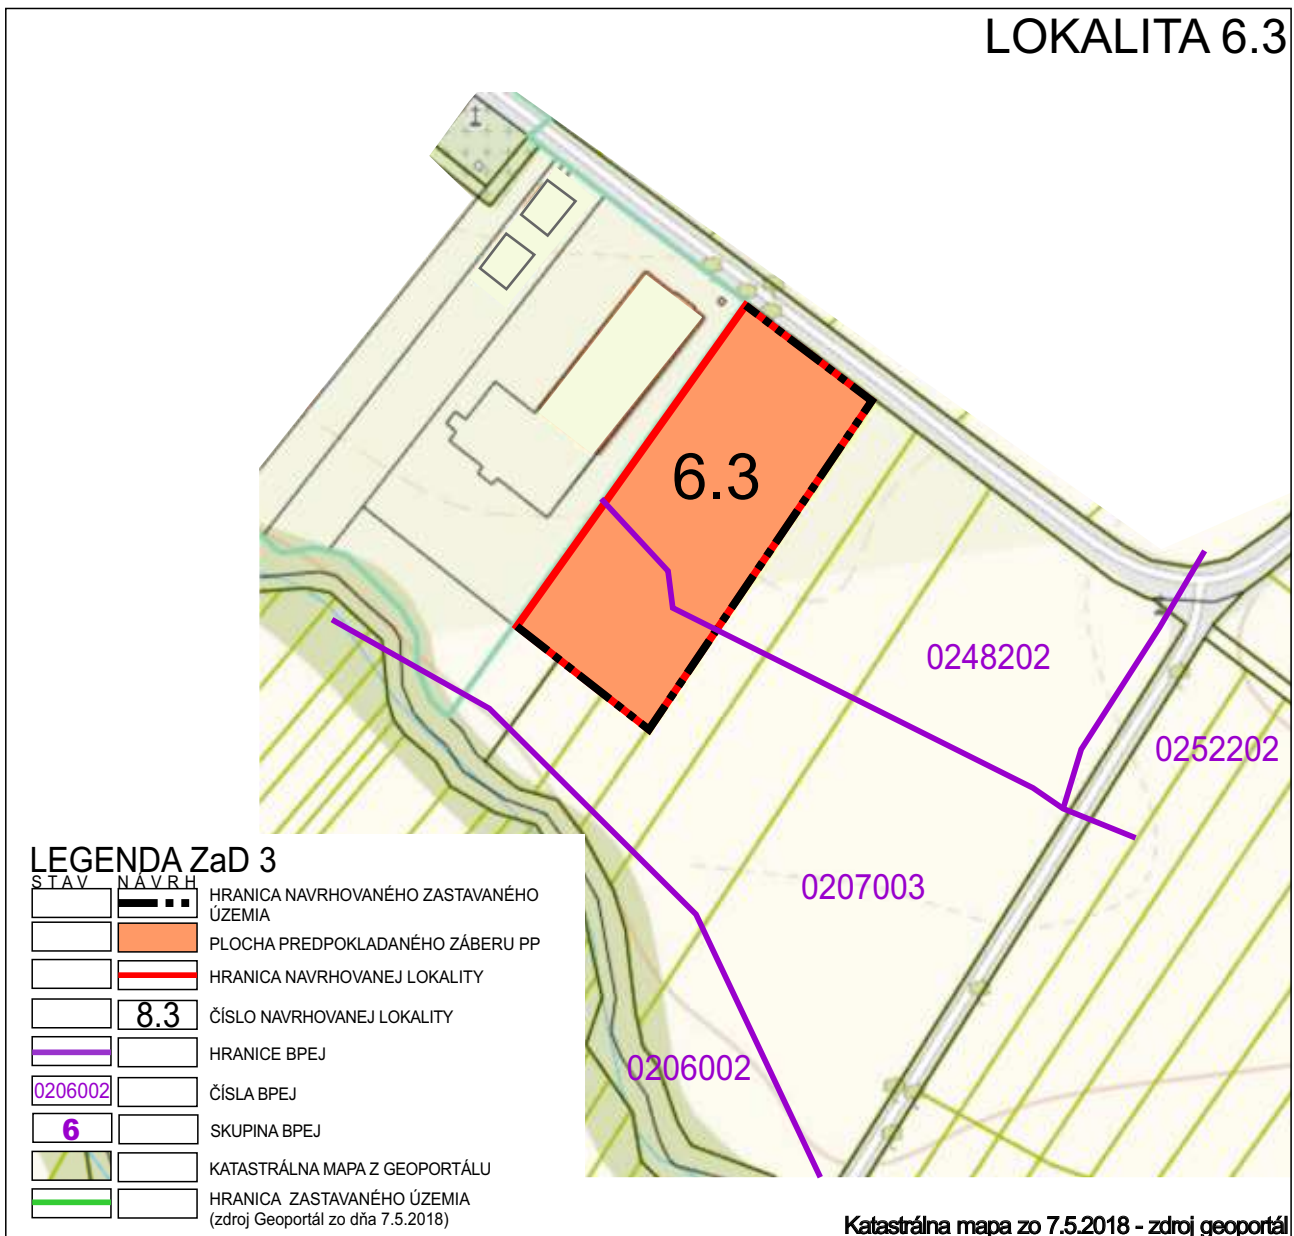 LOKALITA 6.3
6.3
0248202
0252202
0207003
0206002
LEGENDA ZaD 3
STAV NÁVRH
HRANICA NAVRHOVANÉHO ZASTAVANÉHO
ÚZEMIA
PLOCHA PREDPOKLADANÉHO ZÁBERU PP
HRANICA NAVRHOVANEJ LOKALITY
8.3 ČÍSLO NAVRHOVANEJ LOKALITY
HRANICE BPEJ
0206002 ČÍSLA BPEJ
6 SKUPINA BPEJ
KATASTRÁLNA MAPA Z GEOPORTÁLU
HRANICA ZASTAVANÉHO ÚZEMIA
(zdroj Geoportál zo dňa 7.5.2018)
Katastrálna mapa zo 7.5.2018 - zdroj geoportál